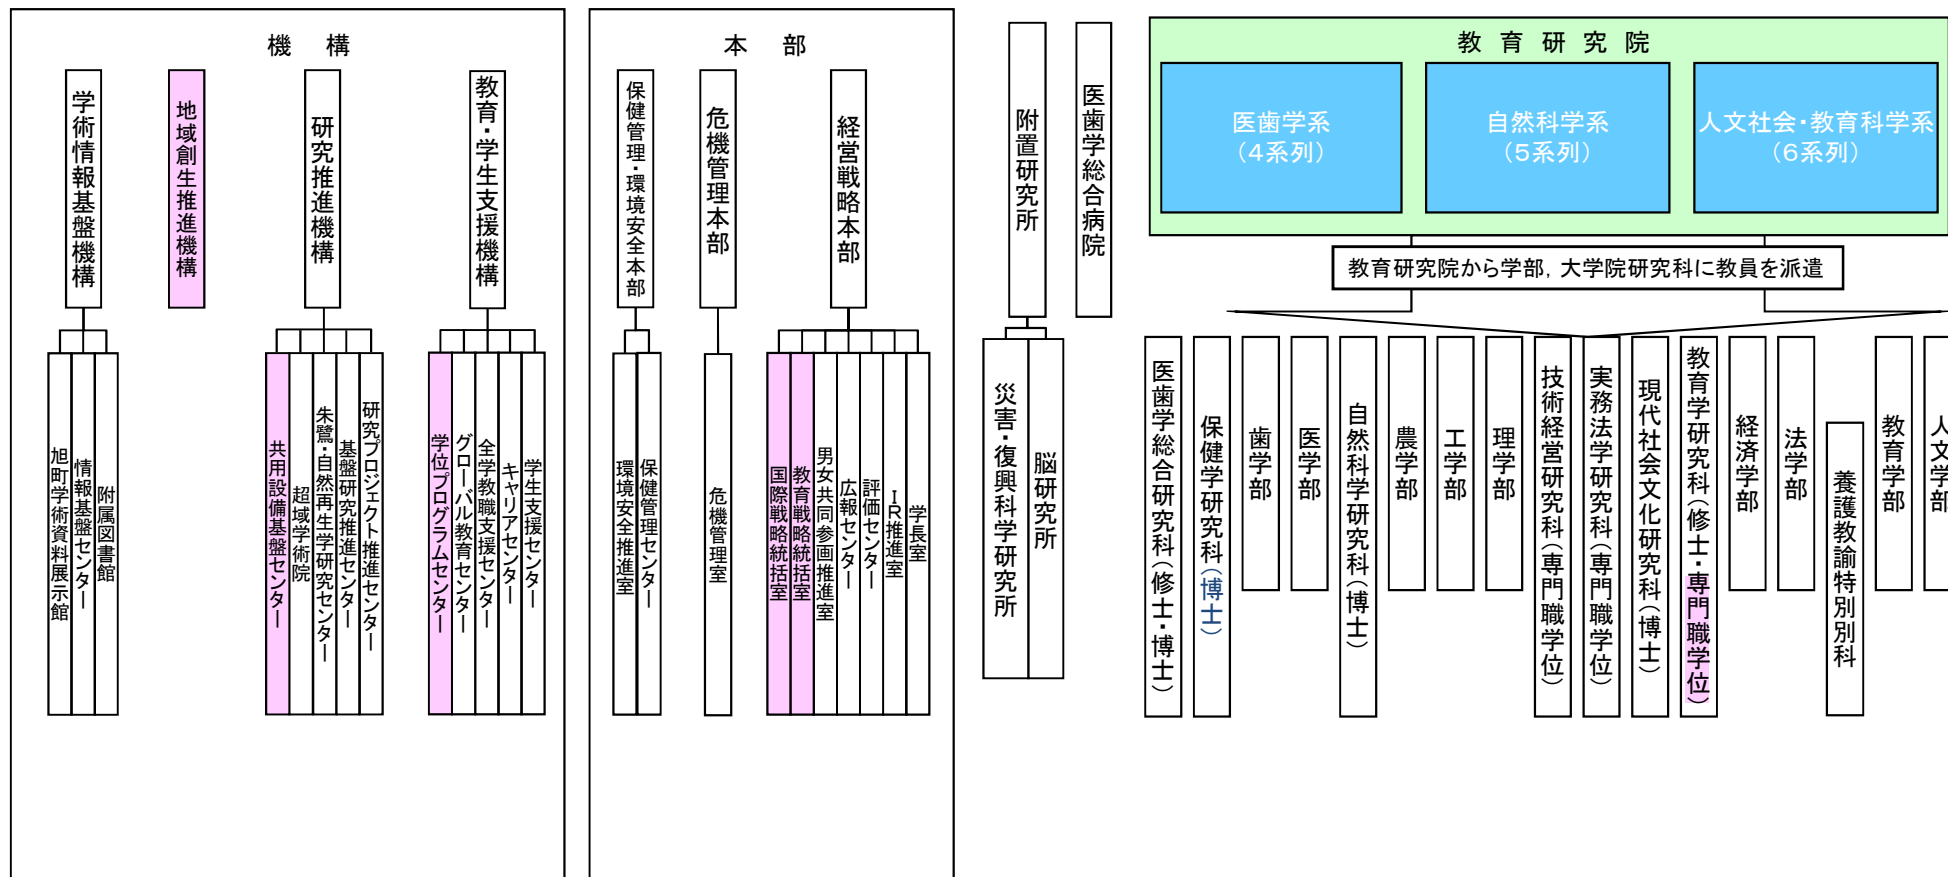 機 構
学術情報基盤機構
地域創生推進機構
研究推進機構
教育・学生支援機構
旭町学術資料展示館
情報基盤センター
附属図書館
共用設備基盤センター
超域学術院
朱鷺・自然再生学研究センター
基盤研究推進センター
研究プロジェクト推進センター
学位プログラムセンター
グローバル教育センター
全学教職支援センター
キャリアセンター
学生支援センター
本 部
保健管理・環境安全本部
危機管理本部
経営戦略本部
環境安全推進室
保健管理センター
危機管理室
国際戦略統括室
教育戦略統括室
男女共同参画推進室
広報センター
評価センター
IR推進室
学長室
附置研究所
災害・復興科学研究所
脳研究所
医歯学総合病院
教 育 研 究 院
医歯学系
（4系列）
自然科学系
（5系列）
人文社会・教育科学系
（6系列）
教育研究院から学部，大学院研究科に教員を派遣
医歯学総合研究科（修士・博士）
保健学研究科（博士）
歯学部
医学部
自然科学研究科（博士）
農学部
工学部
理学部
技術経営研究科（専門職学位）
実務法学研究科（専門職学位）
現代社会文化研究科（博士）
教育学研究科（修士・専門職学位）
経済学部
法学部
養護教諭特別別科
教育学部
人文学部